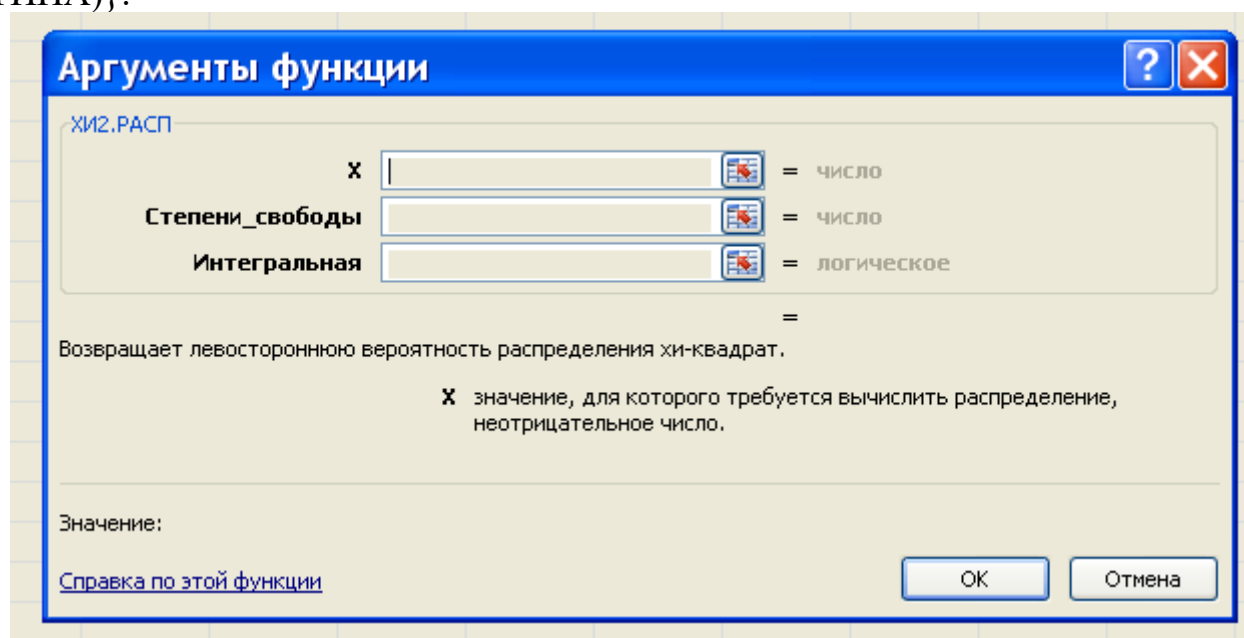 Аргументы функции
ХИ2.РАСП
X = число
Степени_свободы = число
Интегральная = логическое
=
Возвращает левостороннюю вероятность распределения хи-квадрат.
X значение, для которого требуется вычислить распределение,
неотрицательное число.
Значение:
Справка по этой функции
ОК Отмена